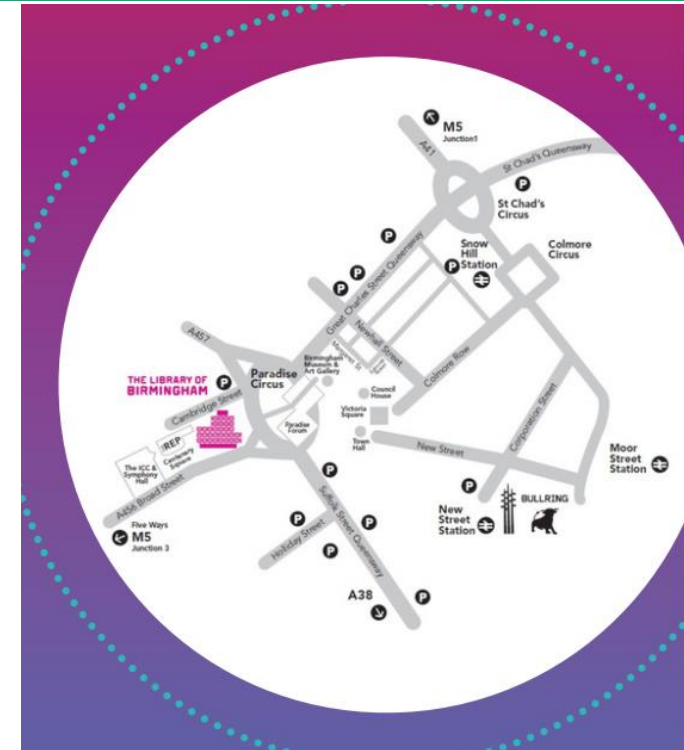 M5
Junction1
A41
St Chad's Queensway
P
St Chad's
Circus
P
Snow
Hill
Station
P
Colmore
Circus
P
P
Great Charles Street Queensway
Newhall Street
A457
Birmingham
Museum &
Art Gallery
Colmore Row
Paradise
Circus
THE LIBRARY OF
BIRMINGHAM
P
Council
House
Cambridge Street
Victoria
Square
Paradise
Forum
Corporation Street
REP
Centenary
Square
Town
Hall
New Street
The ICC &
Symphony
Hall
Moor
Street
Station
A456 Broad Street
P
P
BULLRING
New
Street
Station
Suffolk Street Queensway
Five Ways
M5
Junction 3
P
P
Holliday Street
P
A38
P